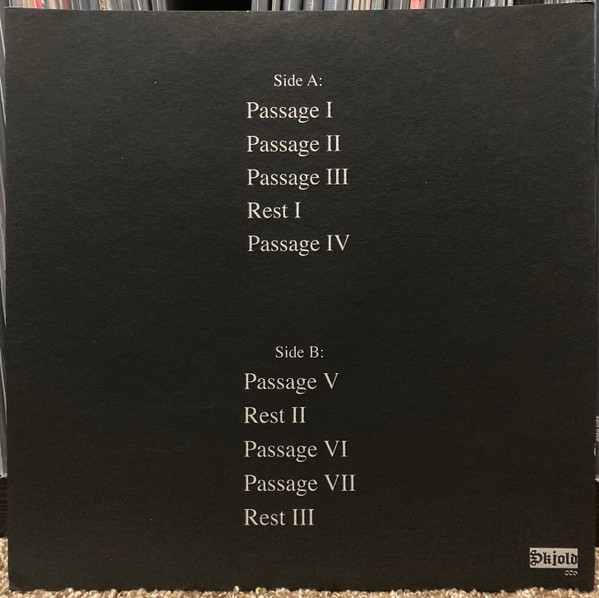 Side A:
Passage I
Passage II
Passage III
Rest I
Passage IV
Side B:
Passage V
Rest II
Passage VI
Passage VII
Rest III
Skjold